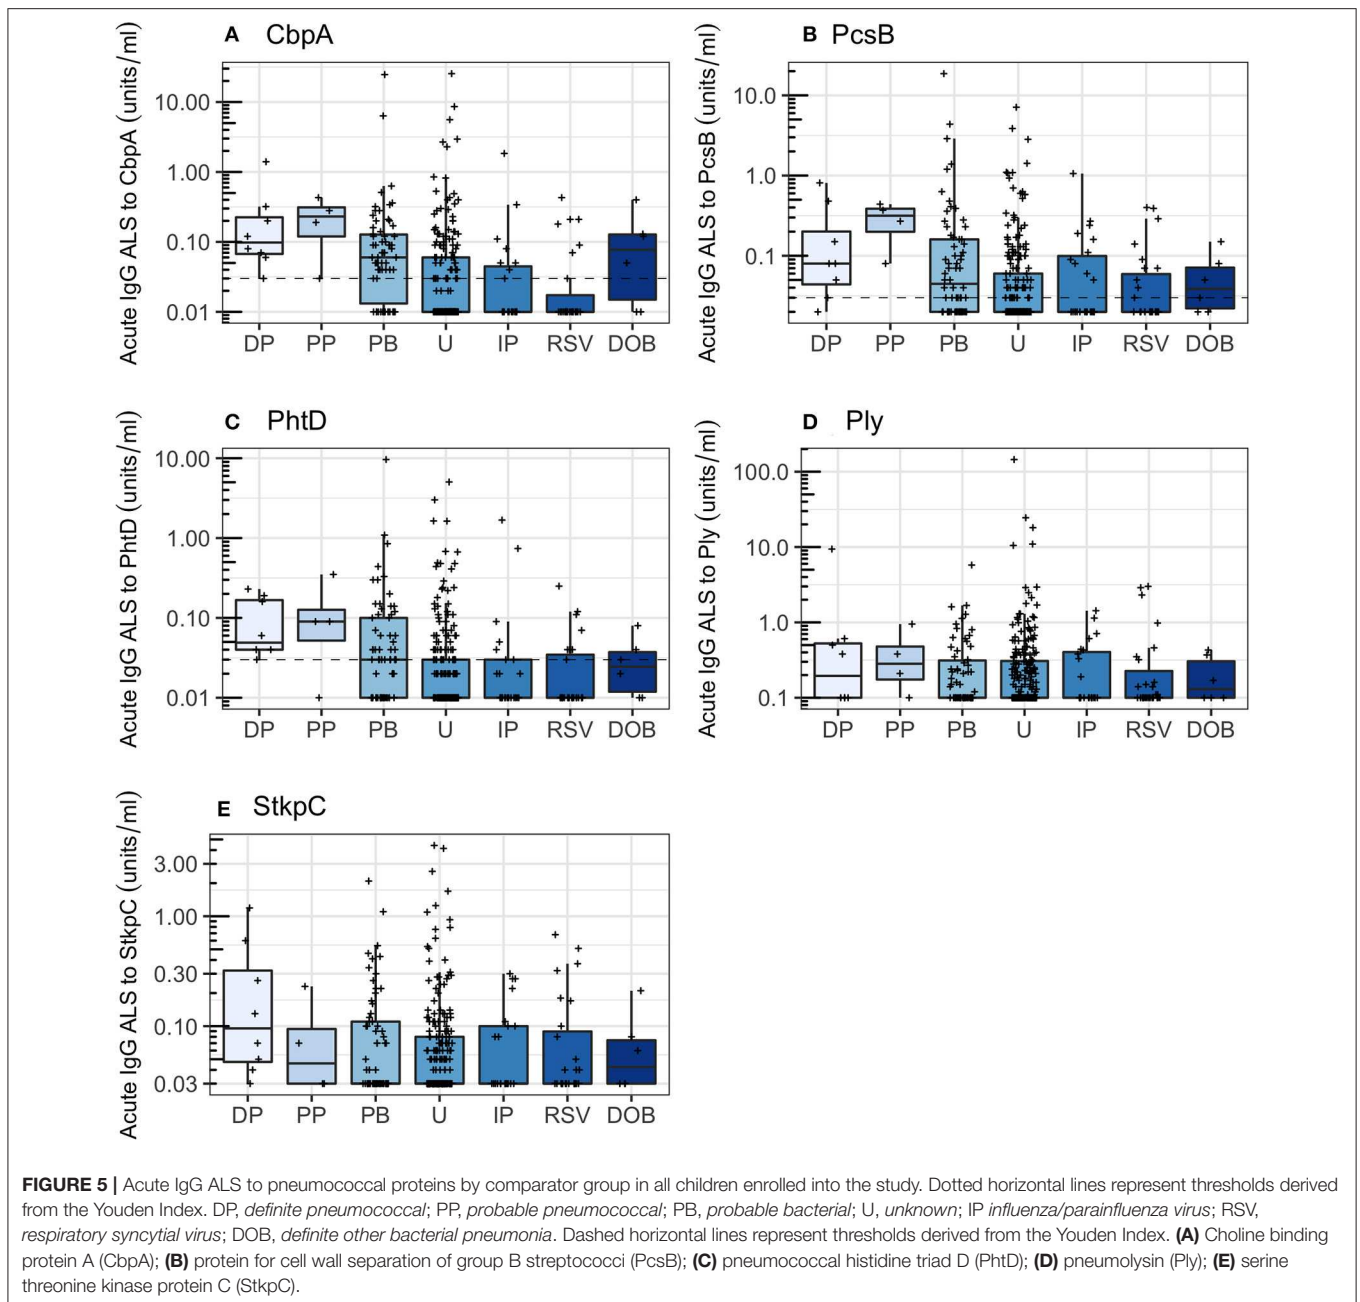 A CbpA
Acute IgG ALS to CbpA (units/ml)
10.00
1.00
0.10
0.01
DP PP PB U IP RSV DOB
B PcsB
Acute IgG ALS to PcsB (units/ml)
10.0
1.0
0.1
DP PP PB U IP RSV DOB
C PhtD
Acute IgG ALS to PhtD (units/ml)
10.00
1.00
0.10
0.01
DP PP PB U IP RSV DOB
D Ply
Acute IgG ALS to Ply (units/ml)
100.0
10.0
1.0
0.1
DP PP PB U IP RSV DOB
E StkpC
Acute IgG ALS to StkpC (units/ml)
3.00
1.00
0.30
0.10
0.03
DP PP PB U IP RSV DOB
FIGURE 5 | Acute IgG ALS to pneumococcal proteins by comparator group in all children enrolled into the study. Dotted horizontal lines represent thresholds derived
from the Youden Index. DP, definite pneumococcal; PP, probable pneumococcal; PB, probable bacterial; U, unknown; IP influenza/parainfluenza virus; RSV,
respiratory syncytial virus; DOB, definite other bacterial pneumonia. Dashed horizontal lines represent thresholds derived from the Youden Index. (A) Choline binding
protein A (CbpA); (B) protein for cell wall separation of group B streptococci (PcsB); (C) pneumococcal histidine triad D (PhtD); (D) pneumolysin (Ply); (E) serine
threonine kinase protein C (StkpC).